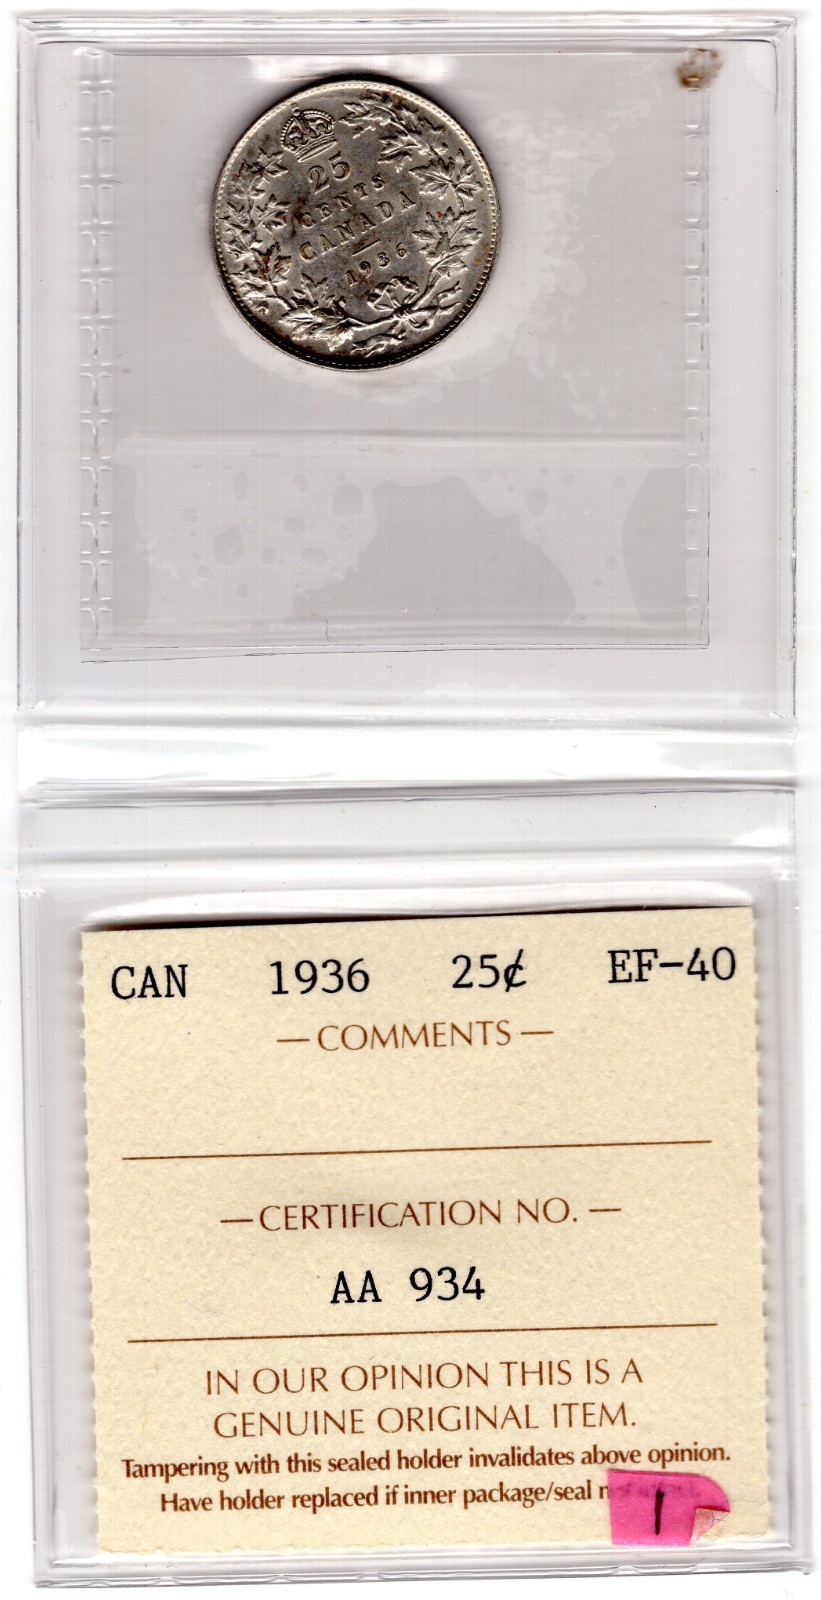 25
CENTS
CANADA
1936
CAN 1936 25¢ EF-40
— COMMENTS —
— CERTIFICATION NO. —
AA 934
IN OUR OPINION THIS IS A
GENUINE ORIGINAL ITEM.
Tampering with this sealed holder invalidates above opinion.
Have holder replaced if inner package/seal
1